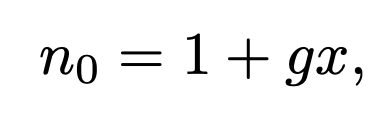 n₀ = 1 + gx,